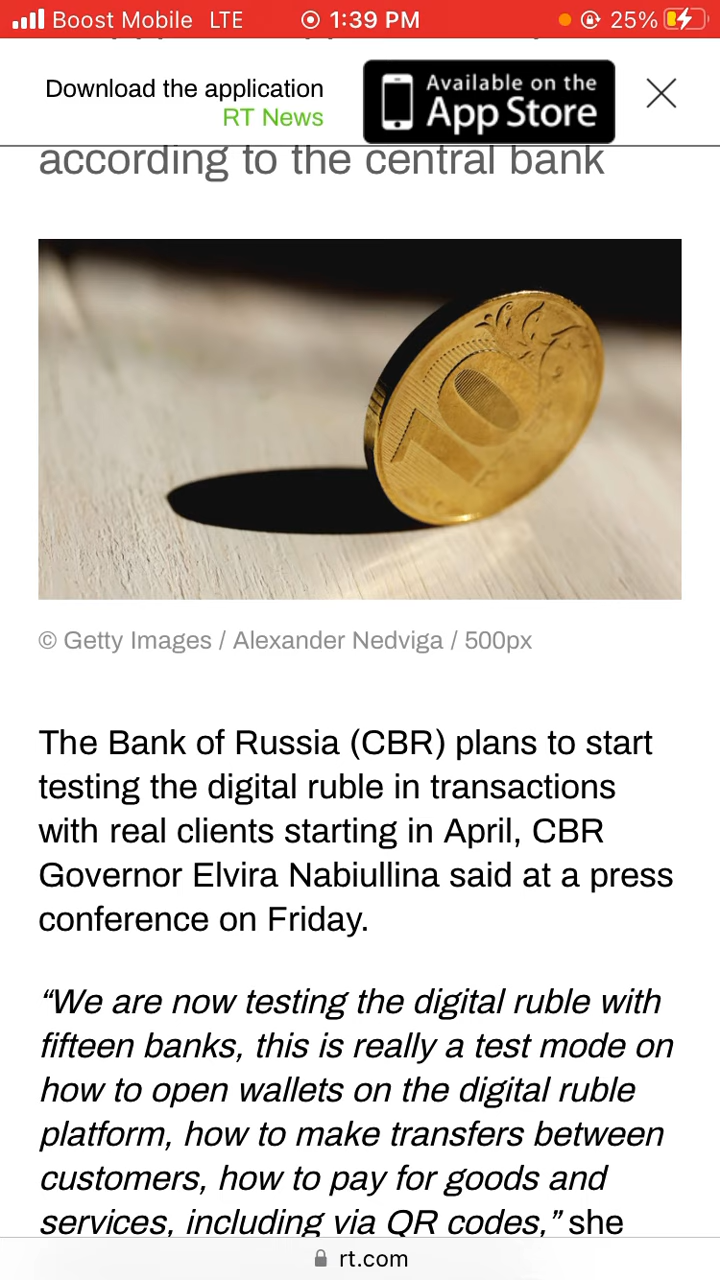 Boost Mobile LTE 1:39 PM 25%
Download the application
RT News
Available on the
App Store
according to the central bank
10
© Getty Images / Alexander Nedviga / 500px
The Bank of Russia (CBR) plans to start
testing the digital ruble in transactions
with real clients starting in April, CBR
Governor Elvira Nabiullina said at a press
conference on Friday.
“We are now testing the digital ruble with
fifteen banks, this is really a test mode on
how to open wallets on the digital ruble
platform, how to make transfers between
customers, how to pay for goods and
services, including via QR codes,” she
rt.com